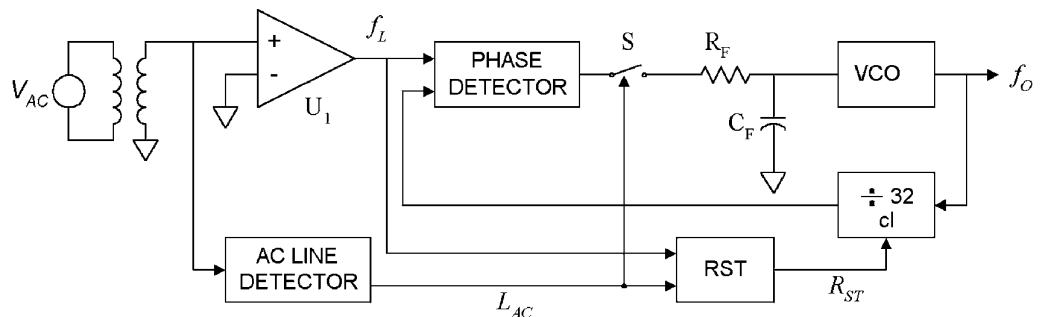 V_AC
+
-
U_1
f_L
PHASE
DETECTOR
S
R_F
C_F
VCO
f_O
÷ 32
cl
AC LINE
DETECTOR
L_AC
RST
R_ST